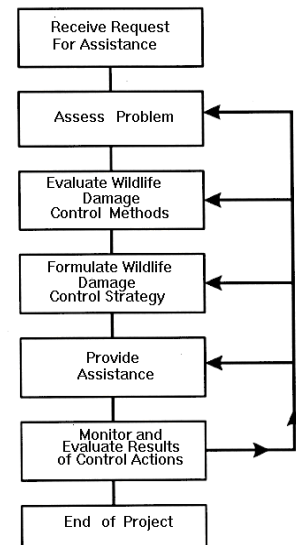 Receive Request
For Assistance
Assess Problem
Evaluate Wildlife
Damage
Control Methods
Formulate Wildlife
Damage
Control Strategy
Provide
Assistance
Monitor and
Evaluate Results
of Control Actions
End of Project